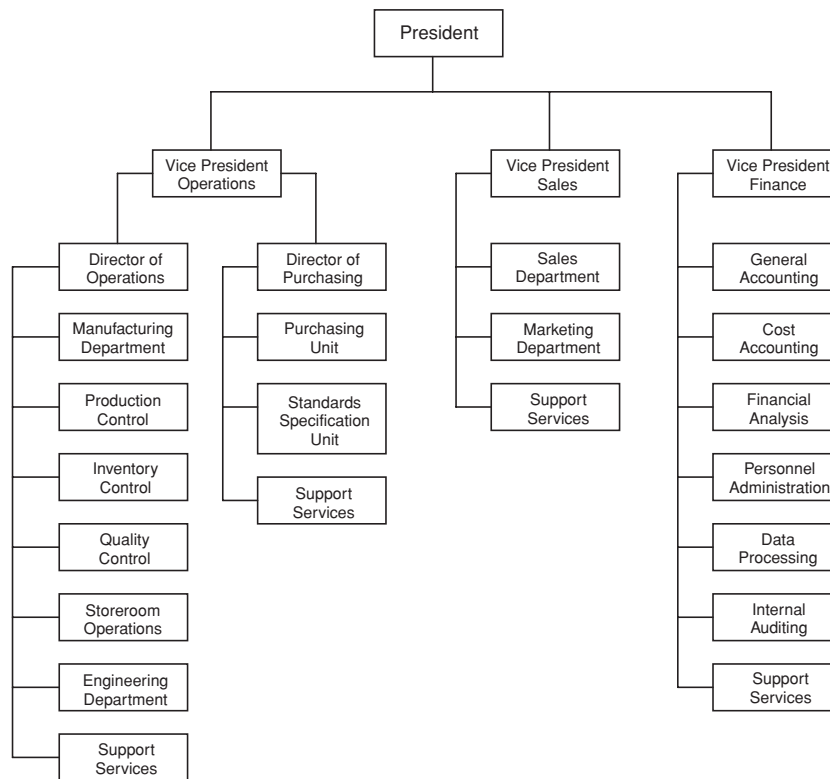 President
Vice President
Operations
Vice President
Sales
Vice President
Finance
Director of
Operations
Manufacturing
Department
Production
Control
Inventory
Control
Quality
Control
Storeroom
Operations
Engineering
Department
Support
Services
Director of
Purchasing
Purchasing
Unit
Standards
Specification
Unit
Support
Services
Sales
Department
Marketing
Department
Support
Services
General
Accounting
Cost
Accounting
Financial
Analysis
Personnel
Administration
Data
Processing
Internal
Auditing
Support
Services